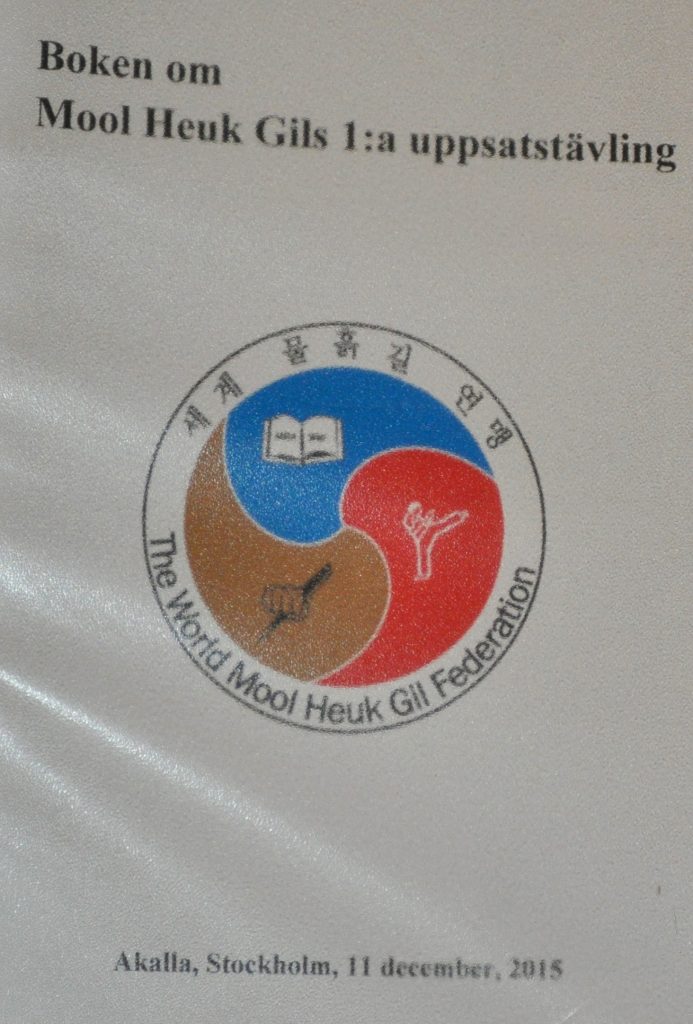 Boken om
Mool Heuk Gils 1:a uppsatstävling
세계 물흙길 연맹
The World Mool Heuk Gil Federation
Akalla, Stockholm, 11 december, 2015